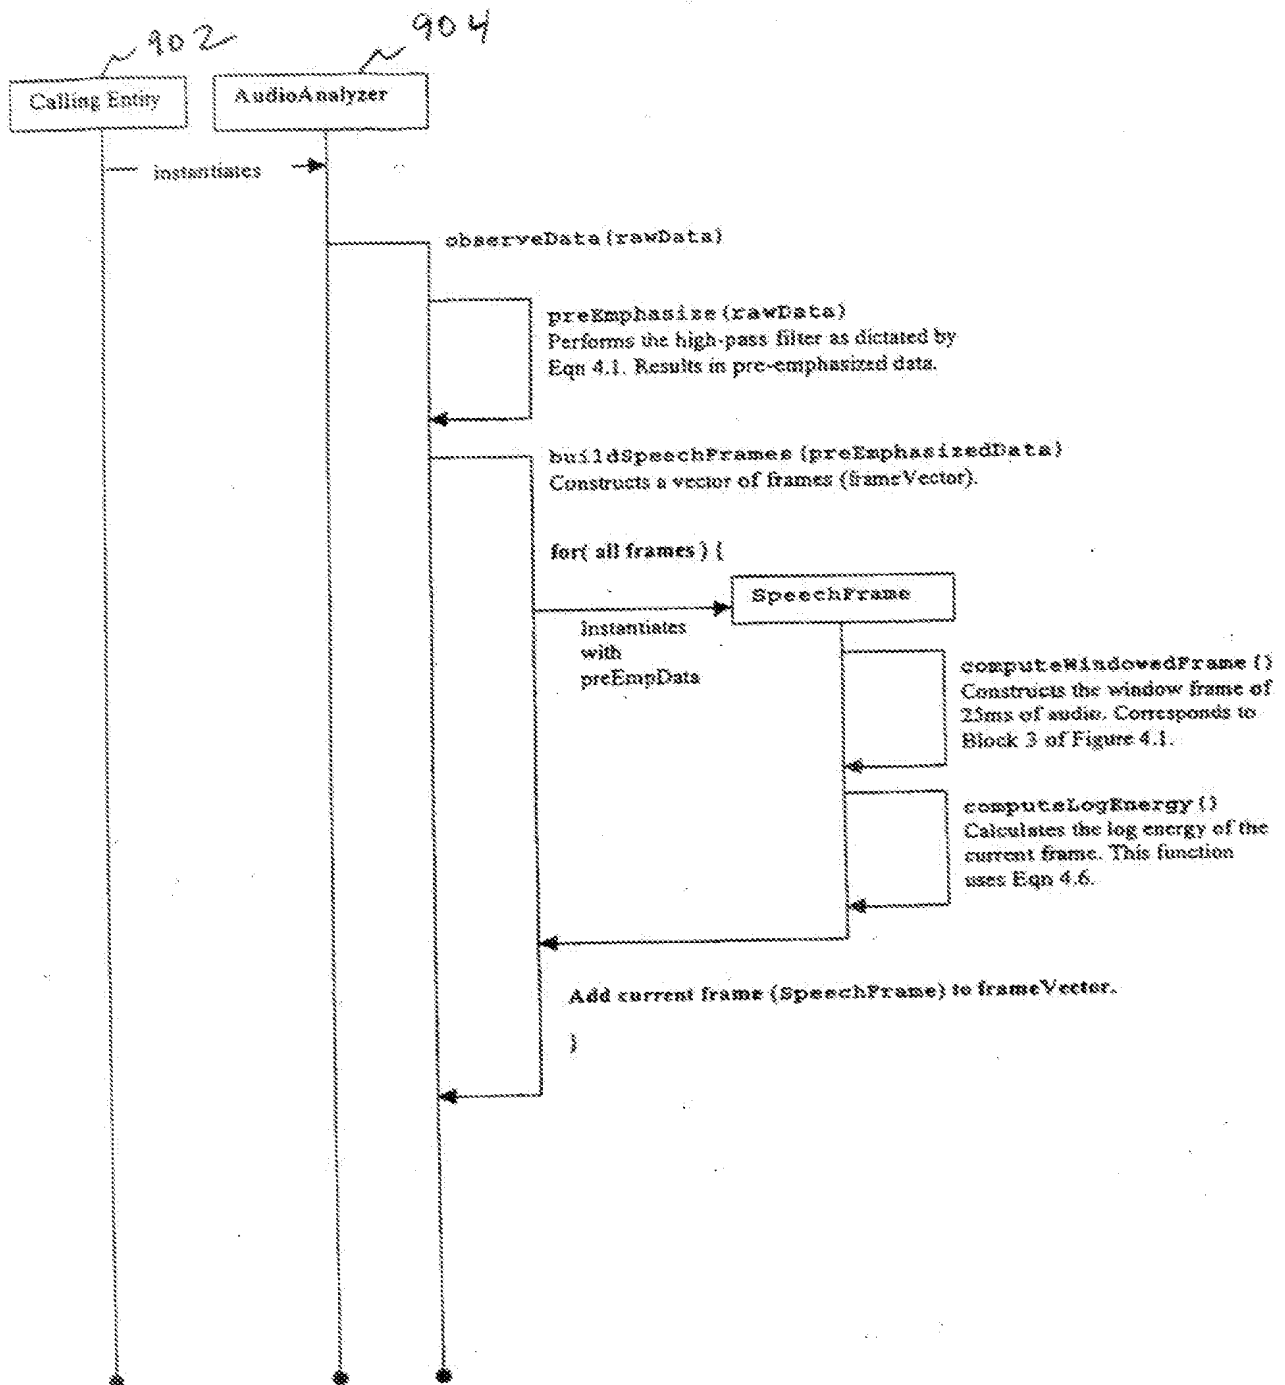 902
904
Calling Entity
AudioAnalyzer
instantiates
observeData(rawData)
preEmphasize(rawData)
Performs the high-pass filter as dictated by
Eqn 4.1. Results in pre-emphasized data.
buildSpeechFrames(preEmphasizedData)
Constructs a vector of frames (frameVector).
for( all frames ) {
SpeechFrame
Instantiates
with
preEmpData
computeWindowedFrame()
Constructs the window frame of
25ms of audio. Corresponds to
Block 3 of Figure 4.1.
computeLogEnergy()
Calculates the log energy of the
current frame. This function
uses Eqn 4.6.
Add current frame (SpeechFrame) to frameVector.
}